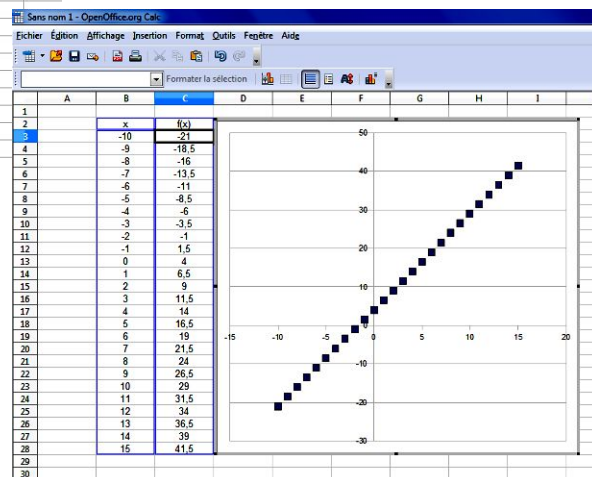 Sans nom 1 - OpenOffice.org Calc
Fichier Édition Affichage Insertion Format Outils Fenêtre Aide
Formater la sélection
A B C D E F G H I
1
2 x f(x)
3 -10 -21
4 -9 -18,5
5 -8 -16
6 -7 -13,5
7 -6 -11
8 -5 -8,5
9 -4 -6
10 -3 -3,5
11 -2 -1
12 -1 1,5
13 0 4
14 1 6,5
15 2 9
16 3 11,5
17 4 14
18 5 16,5
19 6 19
20 7 21,5
21 8 24
22 9 26,5
23 10 29
24 11 31,5
25 12 34
26 13 36,5
27 14 39
28 15 41,5
29
30
50
40
30
20
10
0
-15 -10 -5 0 5 10 15 20
-10
-20
-30